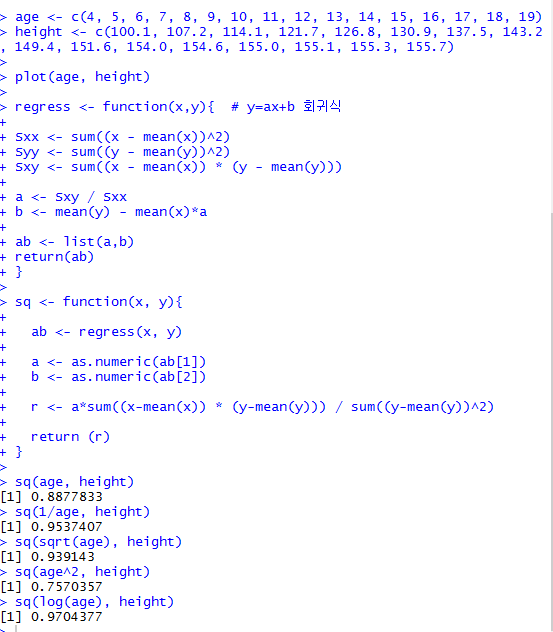 > age <- c(4, 5, 6, 7, 8, 9, 10, 11, 12, 13, 14, 15, 16, 17, 18, 19)
> height <- c(100.1, 107.2, 114.1, 121.7, 126.8, 130.9, 137.5, 143.2
, 149.4, 151.6, 154.0, 154.6, 155.0, 155.1, 155.3, 155.7)
>
> plot(age, height)
>
> regress <- function(x,y){  # y=ax+b 회귀식
+
+ Sxx <- sum((x - mean(x))^2)
+ Syy <- sum((y - mean(y))^2)
+ Sxy <- sum((x - mean(x)) * (y - mean(y)))
+
+ a <- Sxy / Sxx
+ b <- mean(y) - mean(x)*a
+
+ ab <- list(a,b)
+ return(ab)
+ }
>
> sq <- function(x, y){
+
+   ab <- regress(x, y)
+
+   a <- as.numeric(ab[1])
+   b <- as.numeric(ab[2])
+
+   r <- a*sum((x-mean(x)) * (y-mean(y))) / sum((y-mean(y))^2)
+
+   return (r)
+ }
>
> sq(age, height)
[1] 0.8877833
> sq(1/age, height)
[1] 0.9537407
> sq(sqrt(age), height)
[1] 0.939143
> sq(age^2, height)
[1] 0.7570357
> sq(log(age), height)
[1] 0.9704377
>